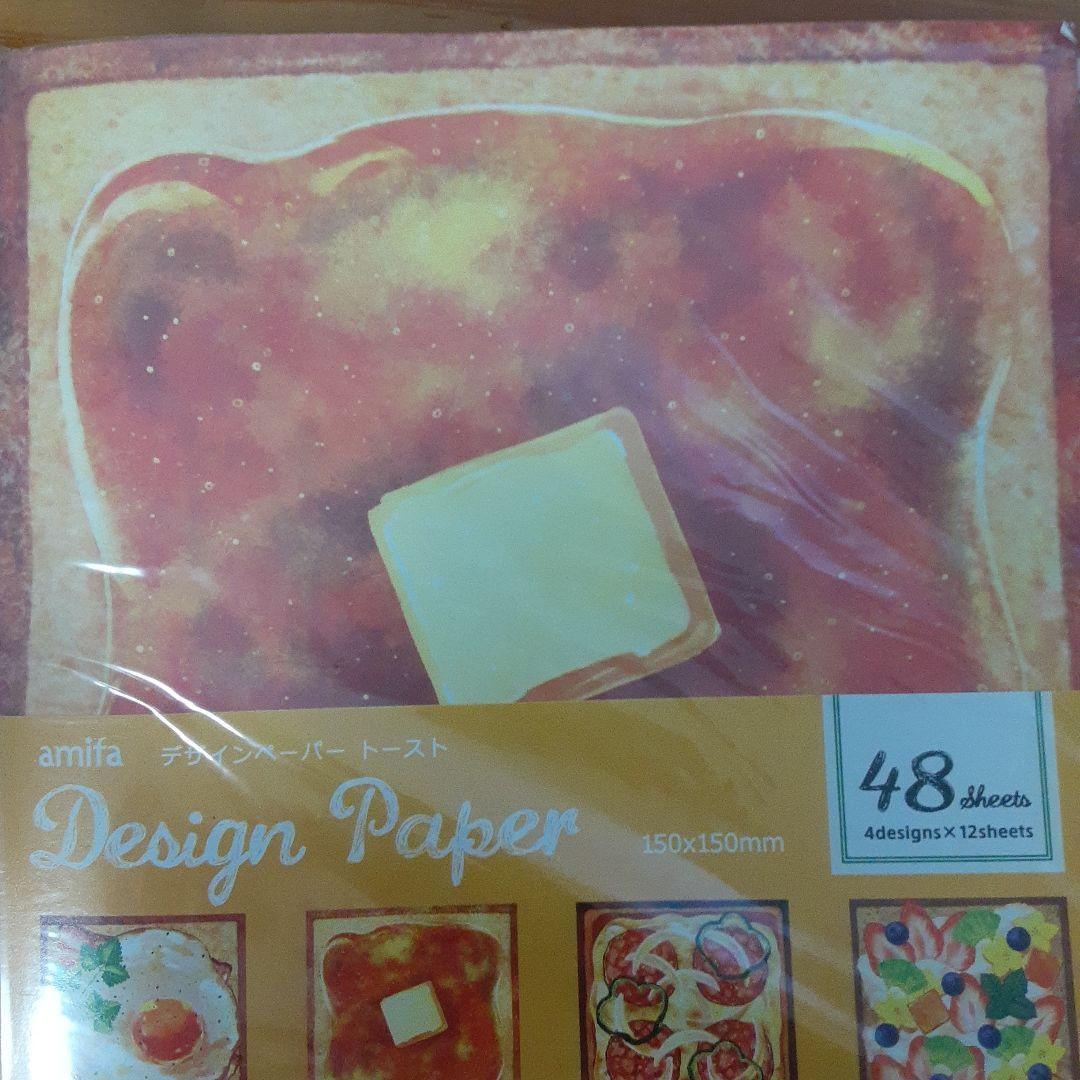 amifa デザインペーパー トースト
Design Paper
150x150mm
48 Sheets
4designs×12sheets